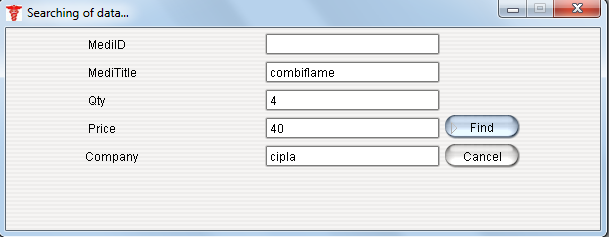 Searching of data...
MediID
MediTitle combiflame
Qty 4
Price 40 Find
Company cipla Cancel